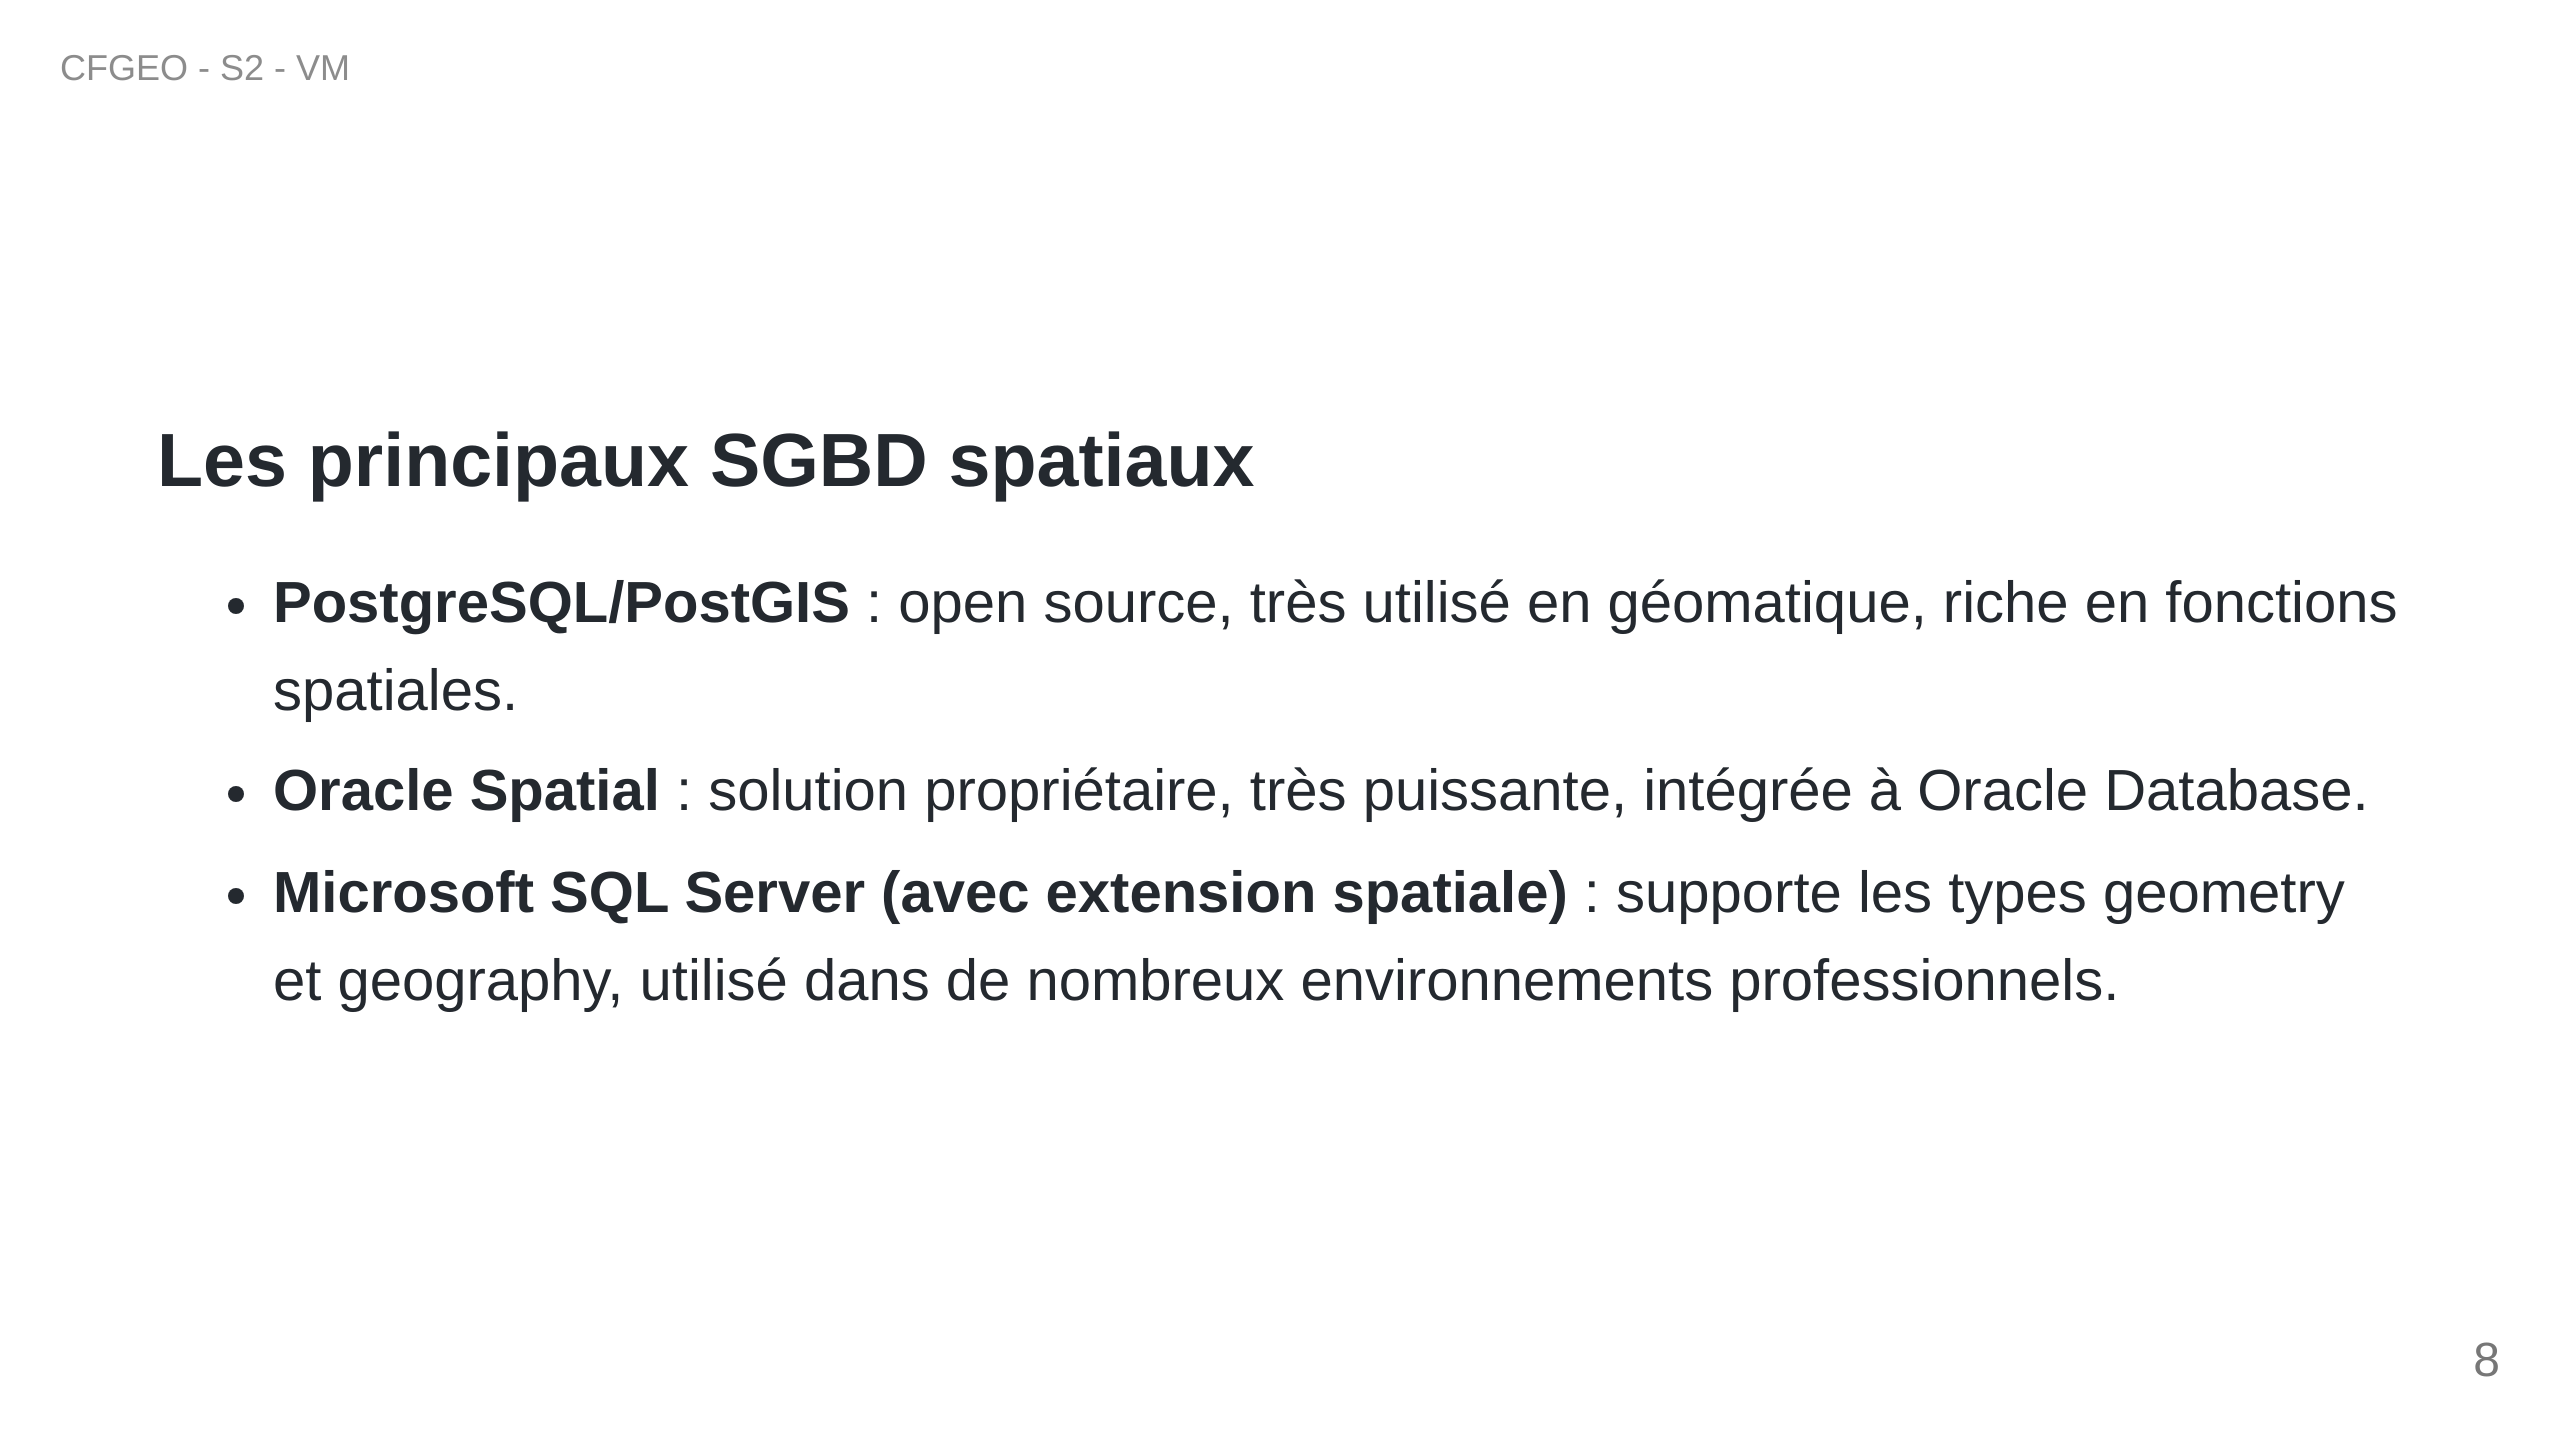 CFGEO - S2 - VM
Les principaux SGBD spatiaux
• PostgreSQL/PostGIS : open source, très utilisé en géomatique, riche en fonctions
spatiales.
• Oracle Spatial : solution propriétaire, très puissante, intégrée à Oracle Database.
• Microsoft SQL Server (avec extension spatiale) : supporte les types geometry
et geography, utilisé dans de nombreux environnements professionnels.
8